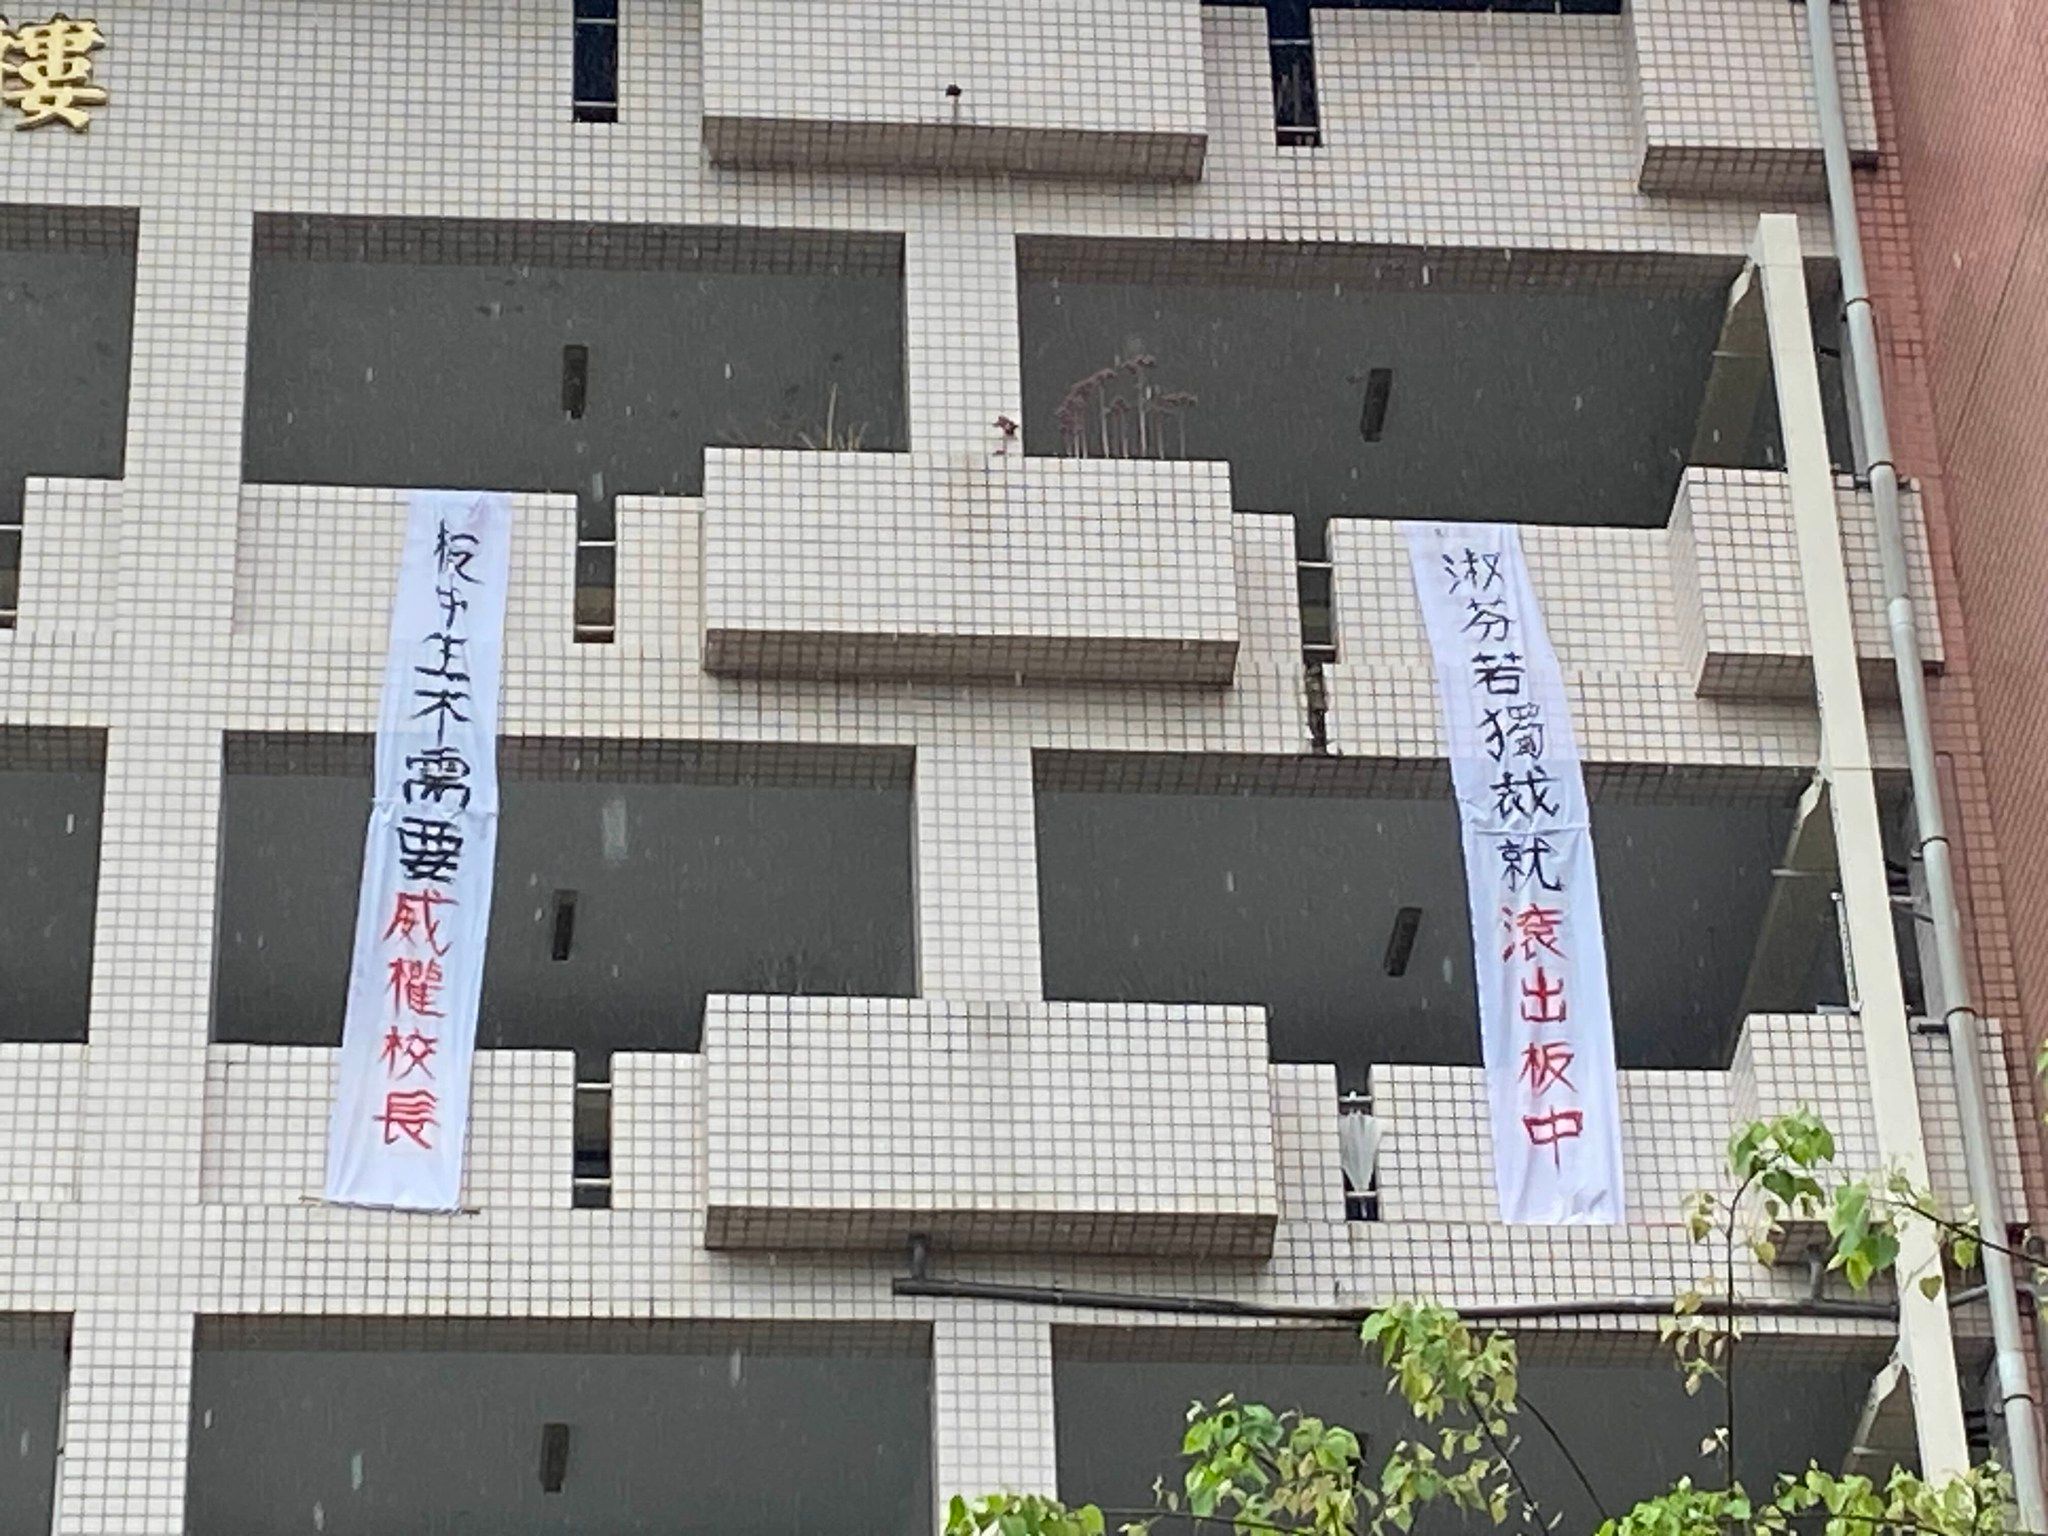 樓
板中生不需要威權校長
淑芬若獨裁就滾出板中